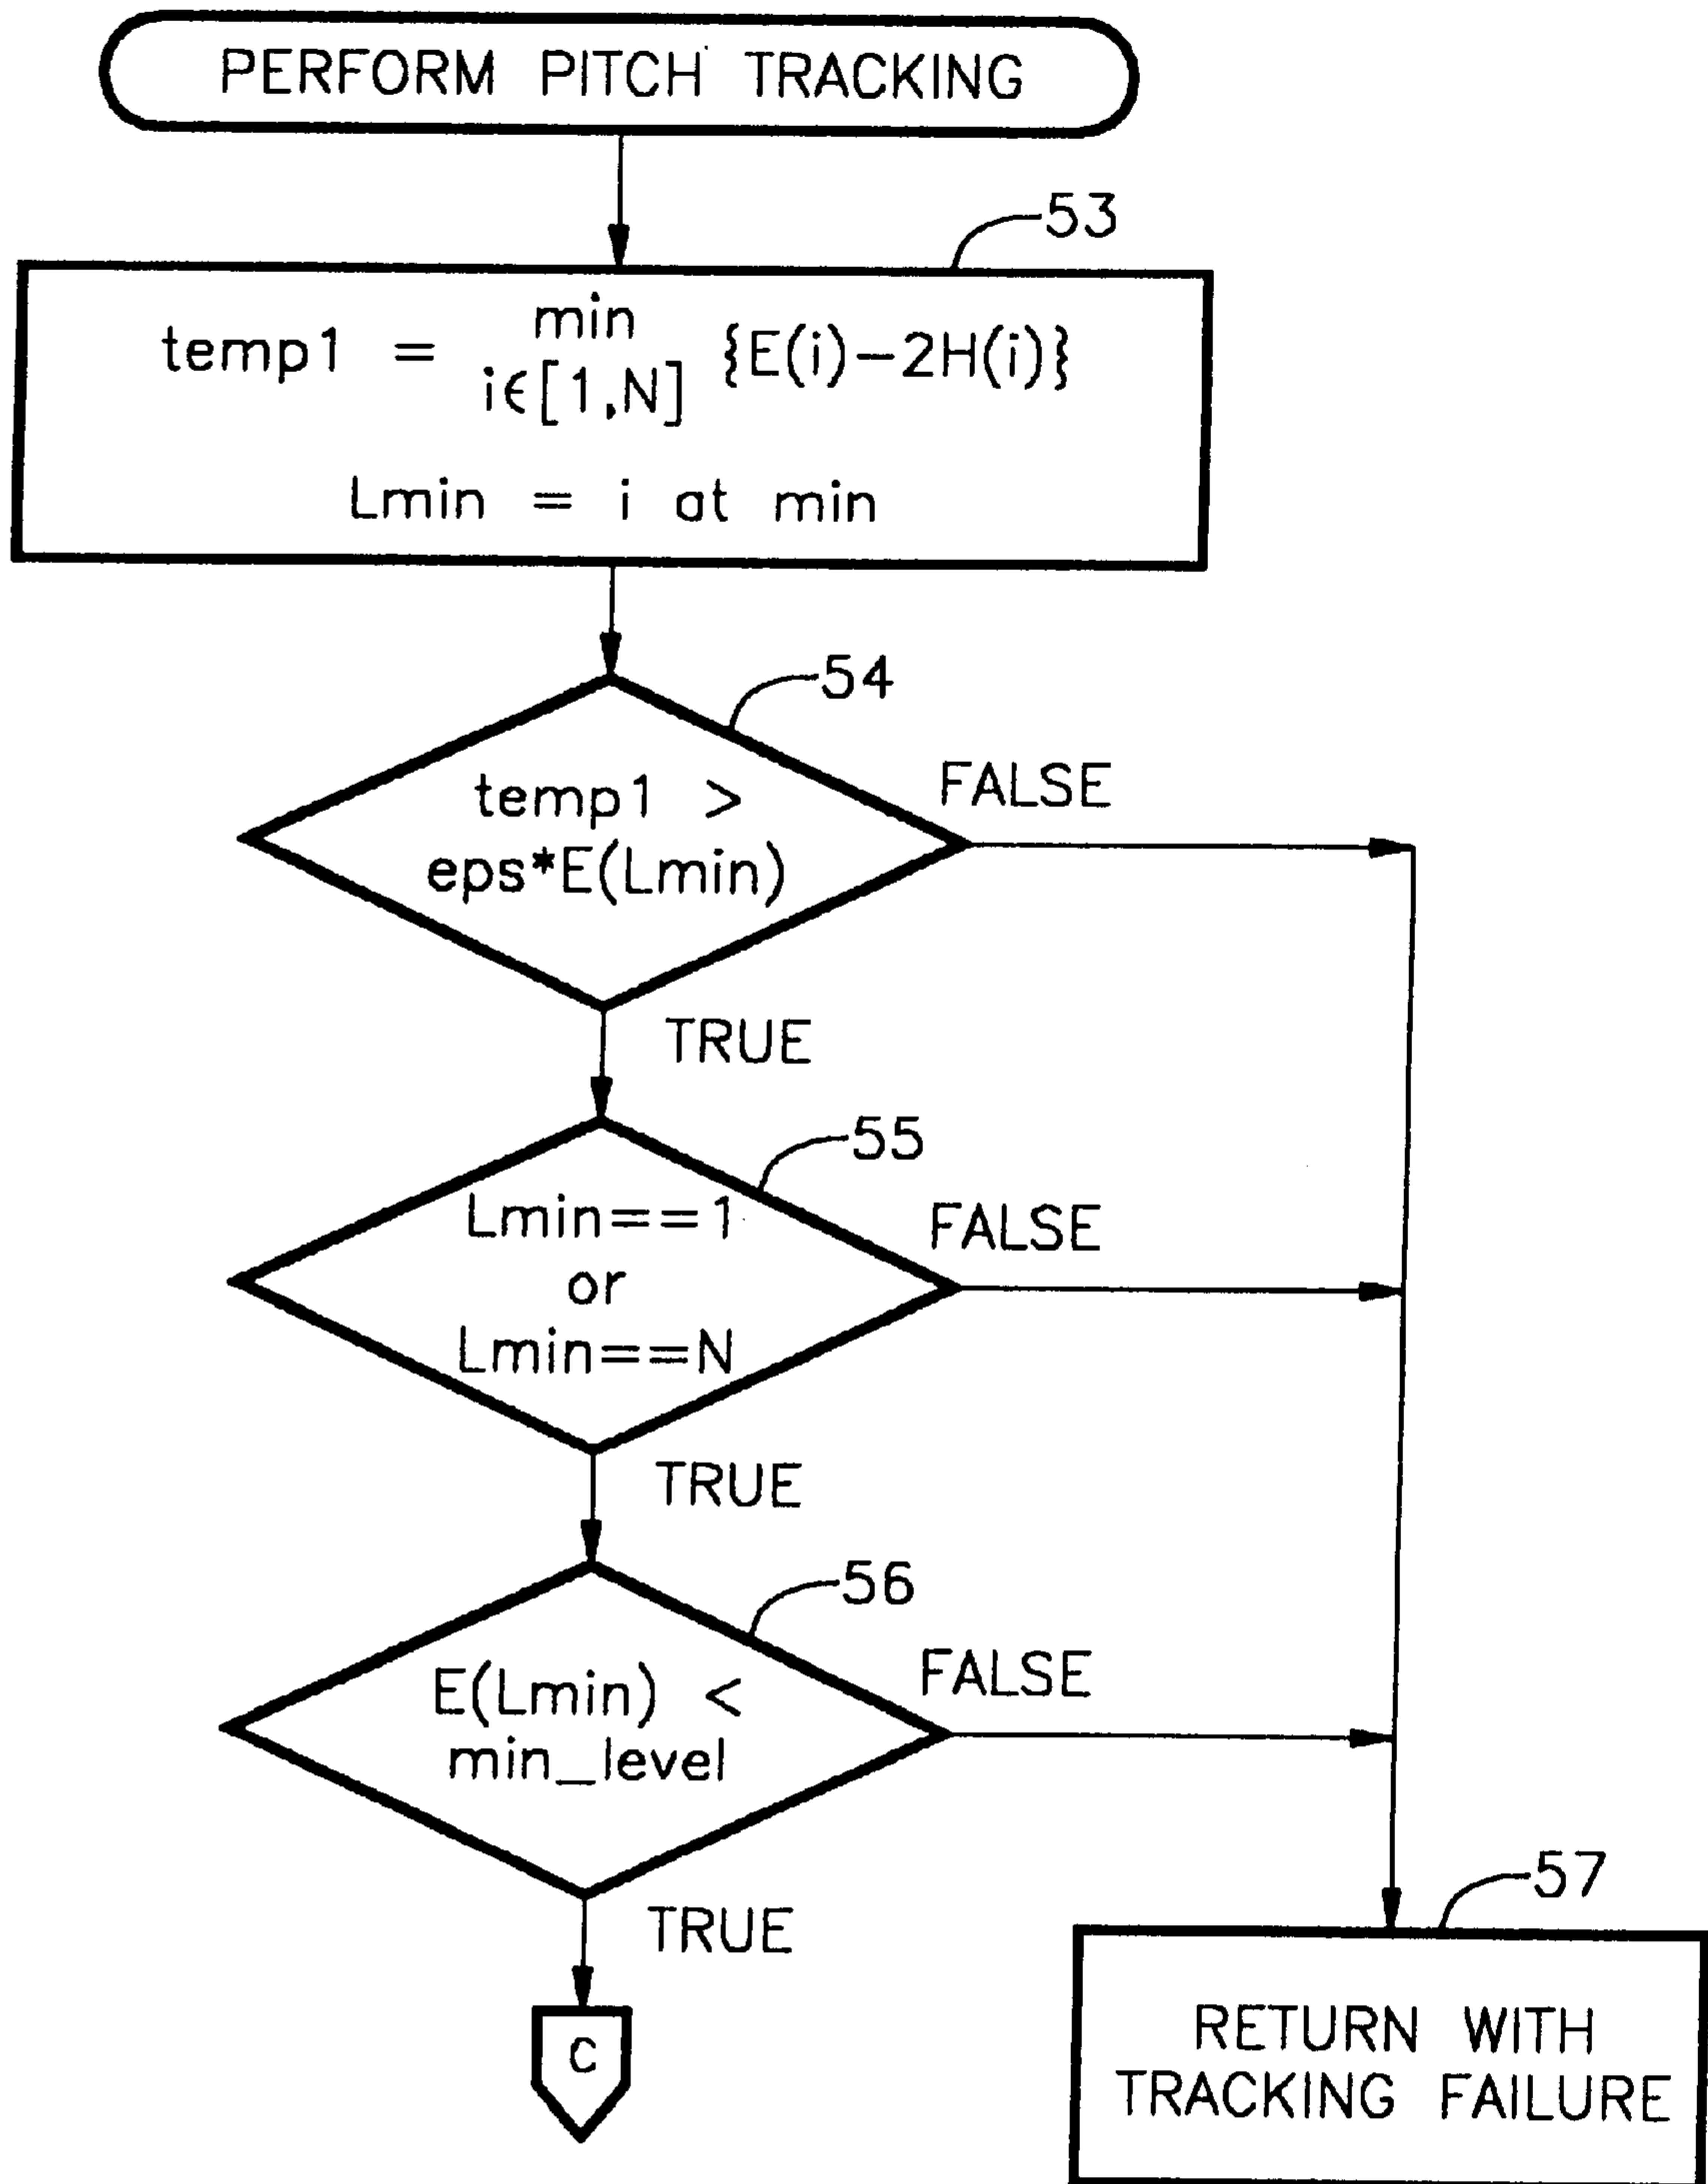 PERFORM PITCH TRACKING
53
temp1 = min {E(i)-2H(i)}
i∈[1,N]
Lmin = i at min
54
temp1 >
eps*E(Lmin)
FALSE
TRUE
55
Lmin==1
or
Lmin==N
FALSE
TRUE
56
E(Lmin) <
min_level
FALSE
TRUE
57
C
RETURN WITH
TRACKING FAILURE